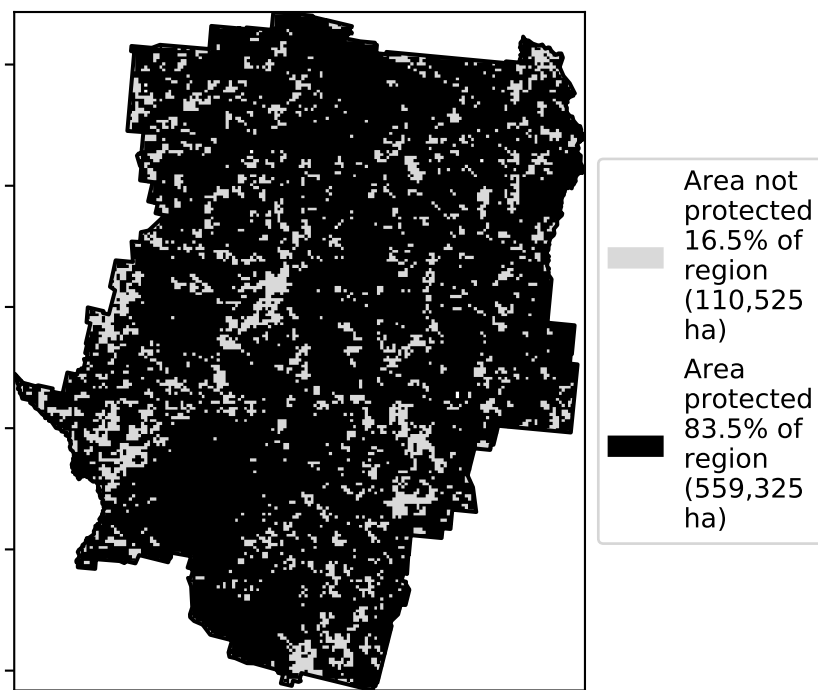 Area not
protected
16.5% of
region
(110,525
ha)
Area
protected
83.5% of
region
(559,325
ha)